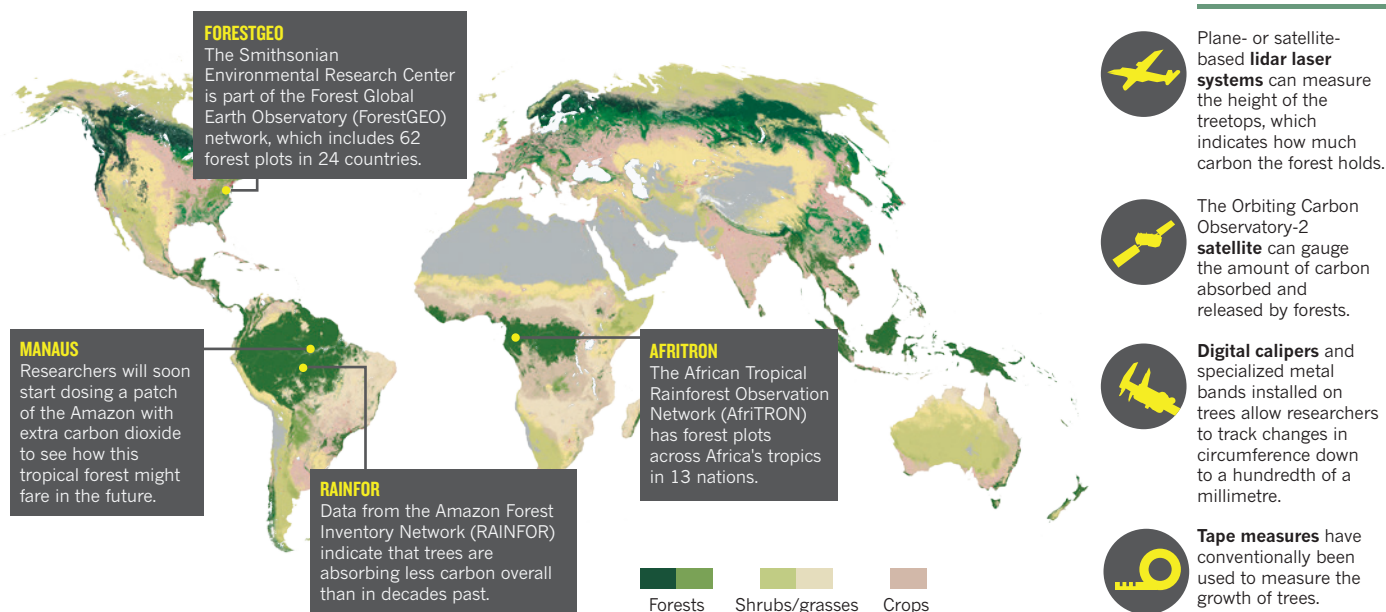 FORESTGEO
The Smithsonian
Environmental Research Center
is part of the Forest Global
Earth Observatory (ForestGEO)
network, which includes 62
forest plots in 24 countries.
MANAUS
Researchers will soon
start dosing a patch
of the Amazon with
extra carbon dioxide
to see how this
tropical forest might
fare in the future.
RAINFOR
Data from the Amazon Forest
Inventory Network (RAINFOR)
indicate that trees are
absorbing less carbon overall
than in decades past.
AFRITRON
The African Tropical
Rainforest Observation
Network (AfriTRON)
has forest plots
across Africa's tropics
in 13 nations.
Forests
Shrubs/grasses
Crops
Plane- or satellite-
based lidar laser
systems can measure
the height of the
treetops, which
indicates how much
carbon the forest holds.
The Orbiting Carbon
Observatory-2
satellite can gauge
the amount of carbon
absorbed and
released by forests.
Digital calipers and
specialized metal
bands installed on
trees allow researchers
to track changes in
circumference down
to a hundredth of a
millimetre.
Tape measures have
conventionally been
used to measure the
growth of trees.